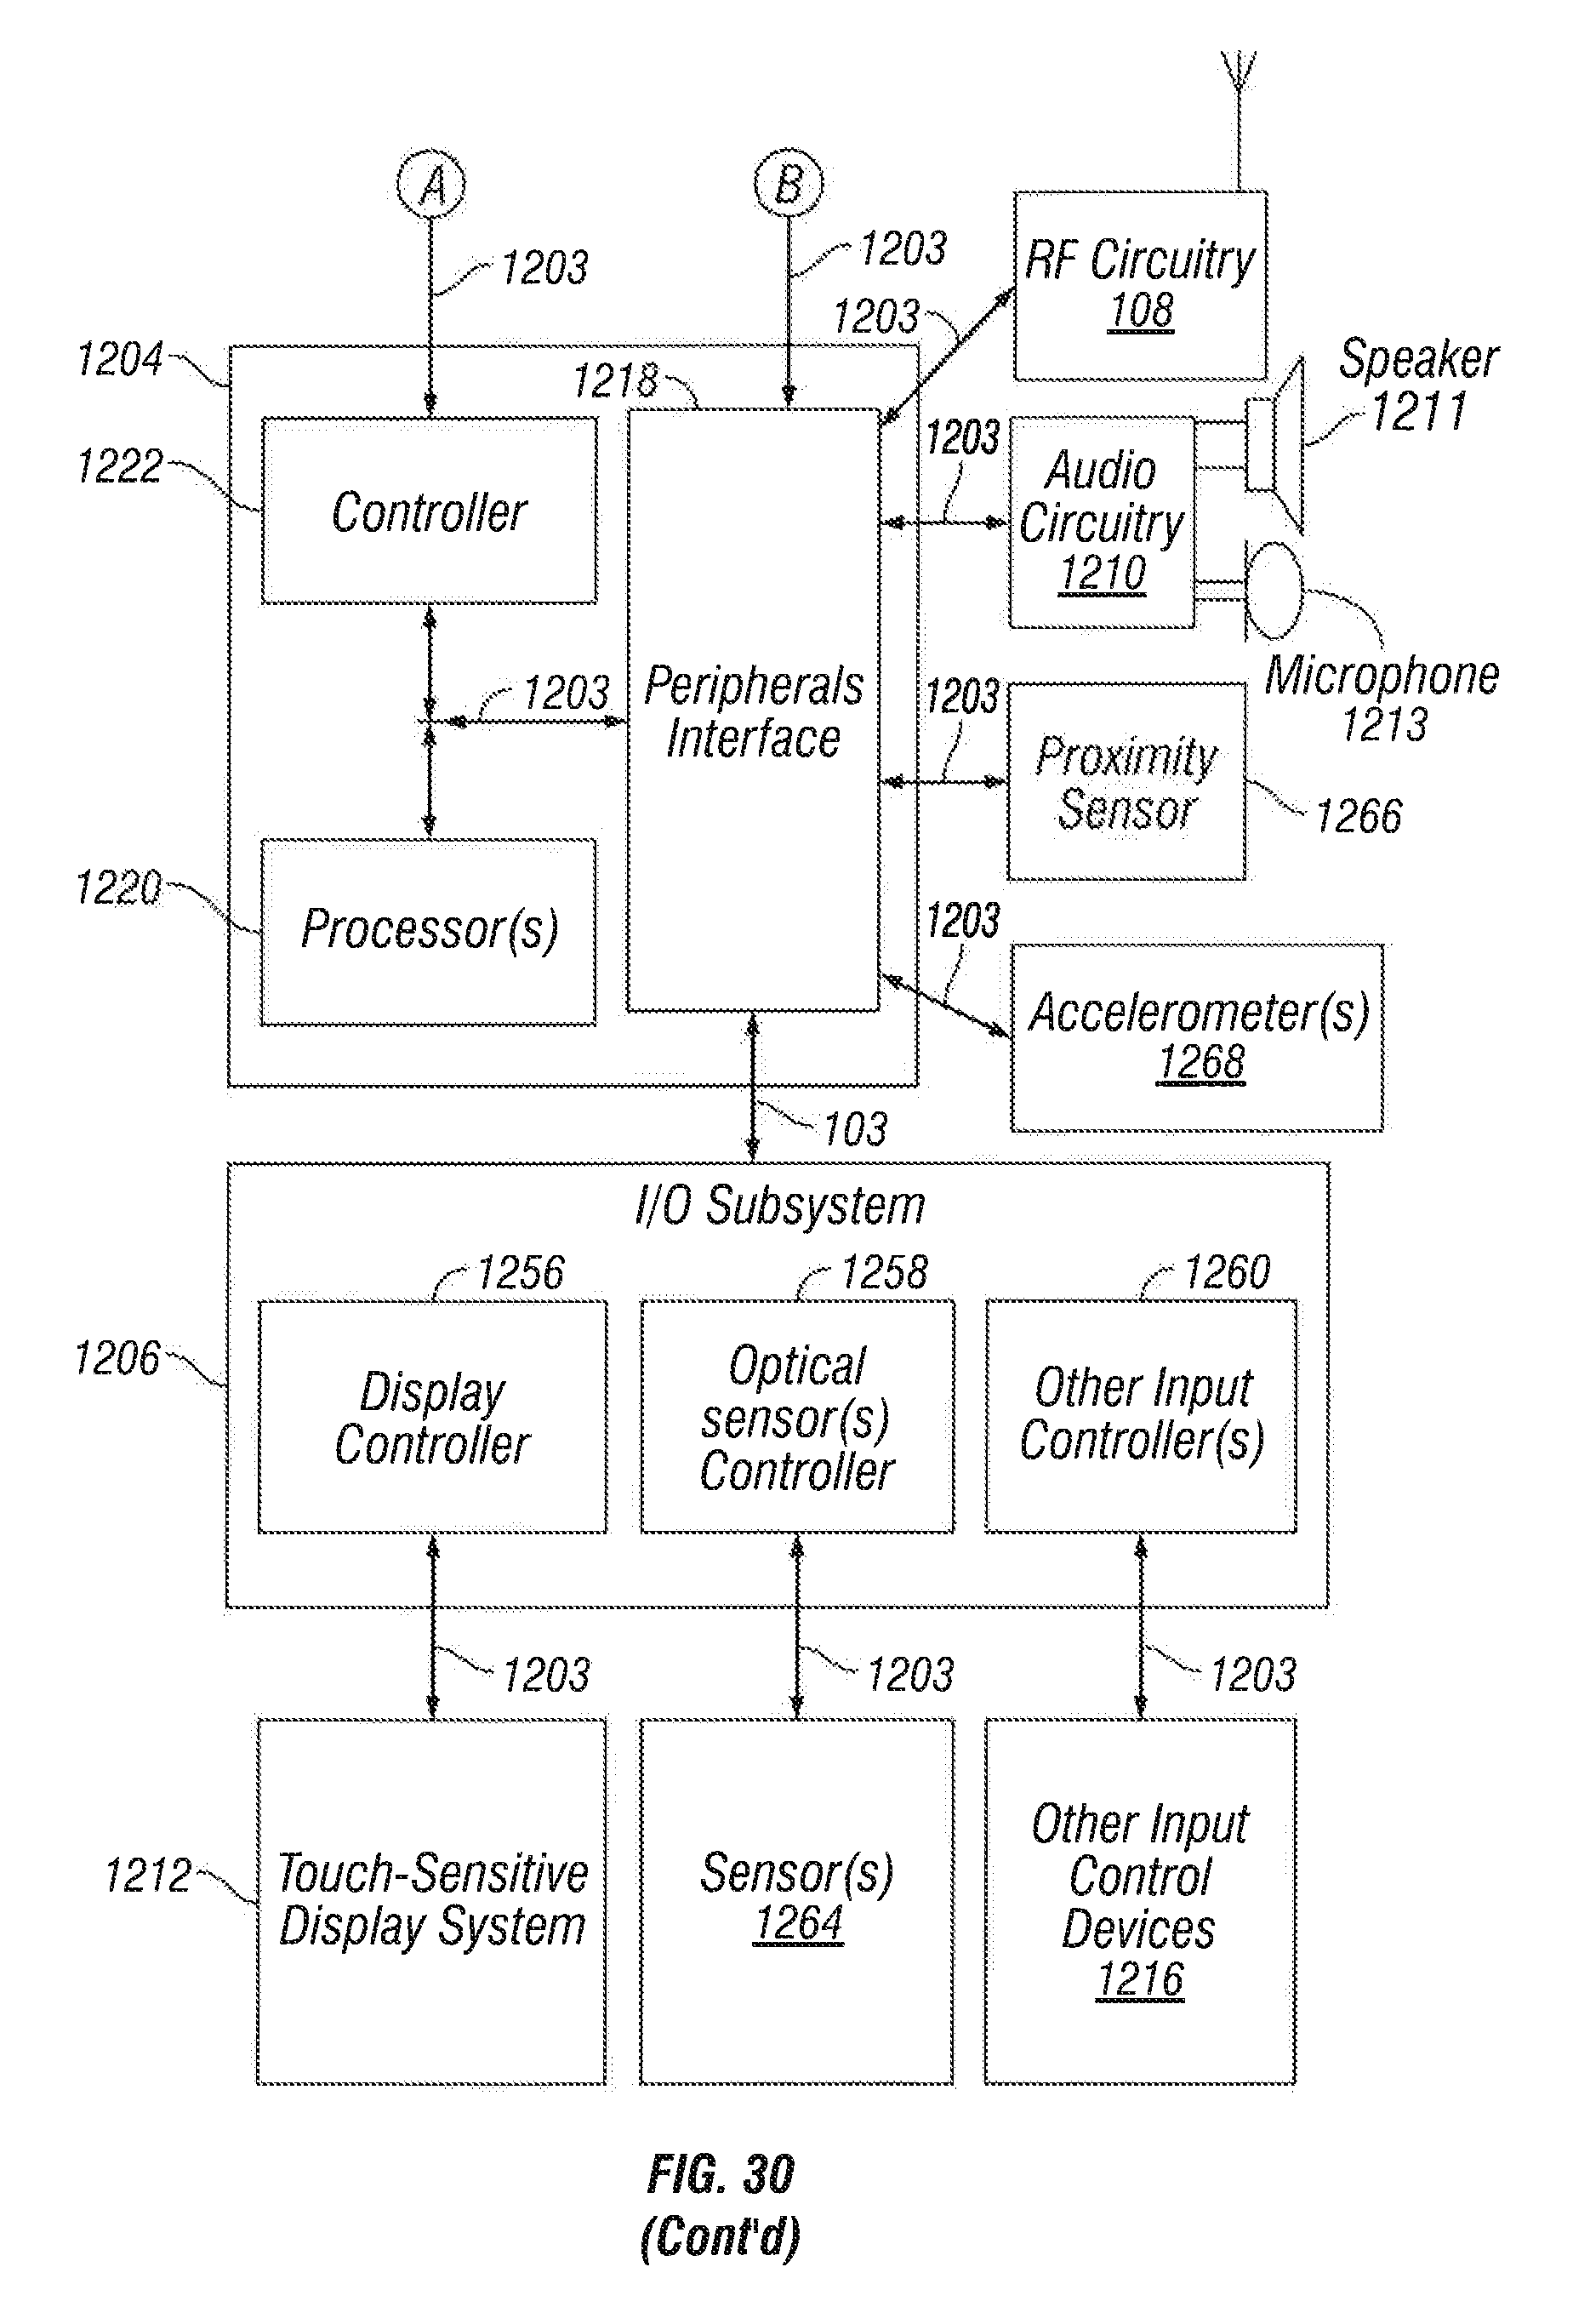 A
B
1203
1203
1203
RF Circuitry
108
1204
1218
Speaker
1211
1222
Controller
1203
Audio
Circuitry
1210
Microphone
1213
1203
Peripherals
Interface
1203
Proximity
Sensor
1266
1220
Processor(s)
1203
Accelerometer(s)
1268
103
I/O Subsystem
1256
1258
1260
1206
Display
Controller
Optical
sensor(s)
Controller
Other Input
Controller(s)
1203
1203
1203
1212
Touch-Sensitive
Display System
Sensor(s)
1264
Other Input
Control
Devices
1216
FIG. 30
(Cont'd)